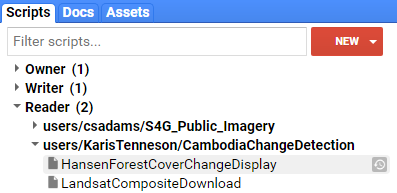 Scripts Docs Assets
Filter scripts... NEW
Owner (1)
Writer (1)
Reader (2)
users/csadams/S4G_Public_Imagery
users/KarisTenneson/CambodiaChangeDetection
HansenForestCoverChangeDisplay
LandsatCompositeDownload